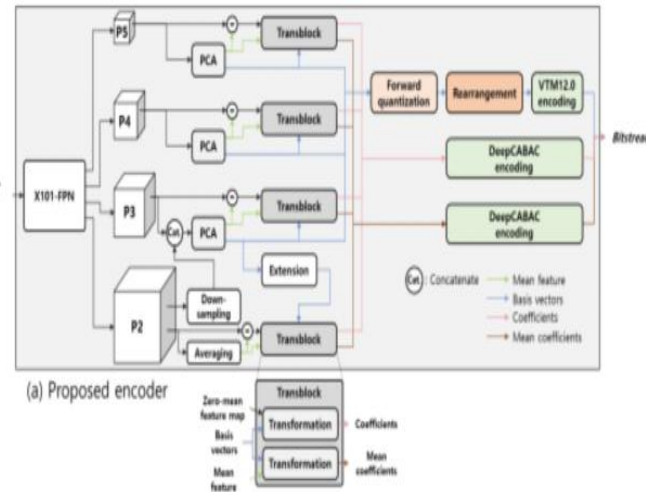 P5
Transblock
PCA
Forward
quantization
Rearrangement
VTM12.0
encoding
P4
Transblock
PCA
Bitstream
DeepCABAC
encoding
X101-FPN
P3
Transblock
Cat
PCA
DeepCABAC
encoding
Extension
Cat : Concatenate
Mean feature
Basis vectors
Coefficients
Mean coefficients
P2
Down-
sampling
Averaging
Transblock
(a) Proposed encoder
Transblock
Zero-mean
feature map
Transformation
Coefficients
Basis
vectors
Transformation
Mean
coefficients
Mean
feature